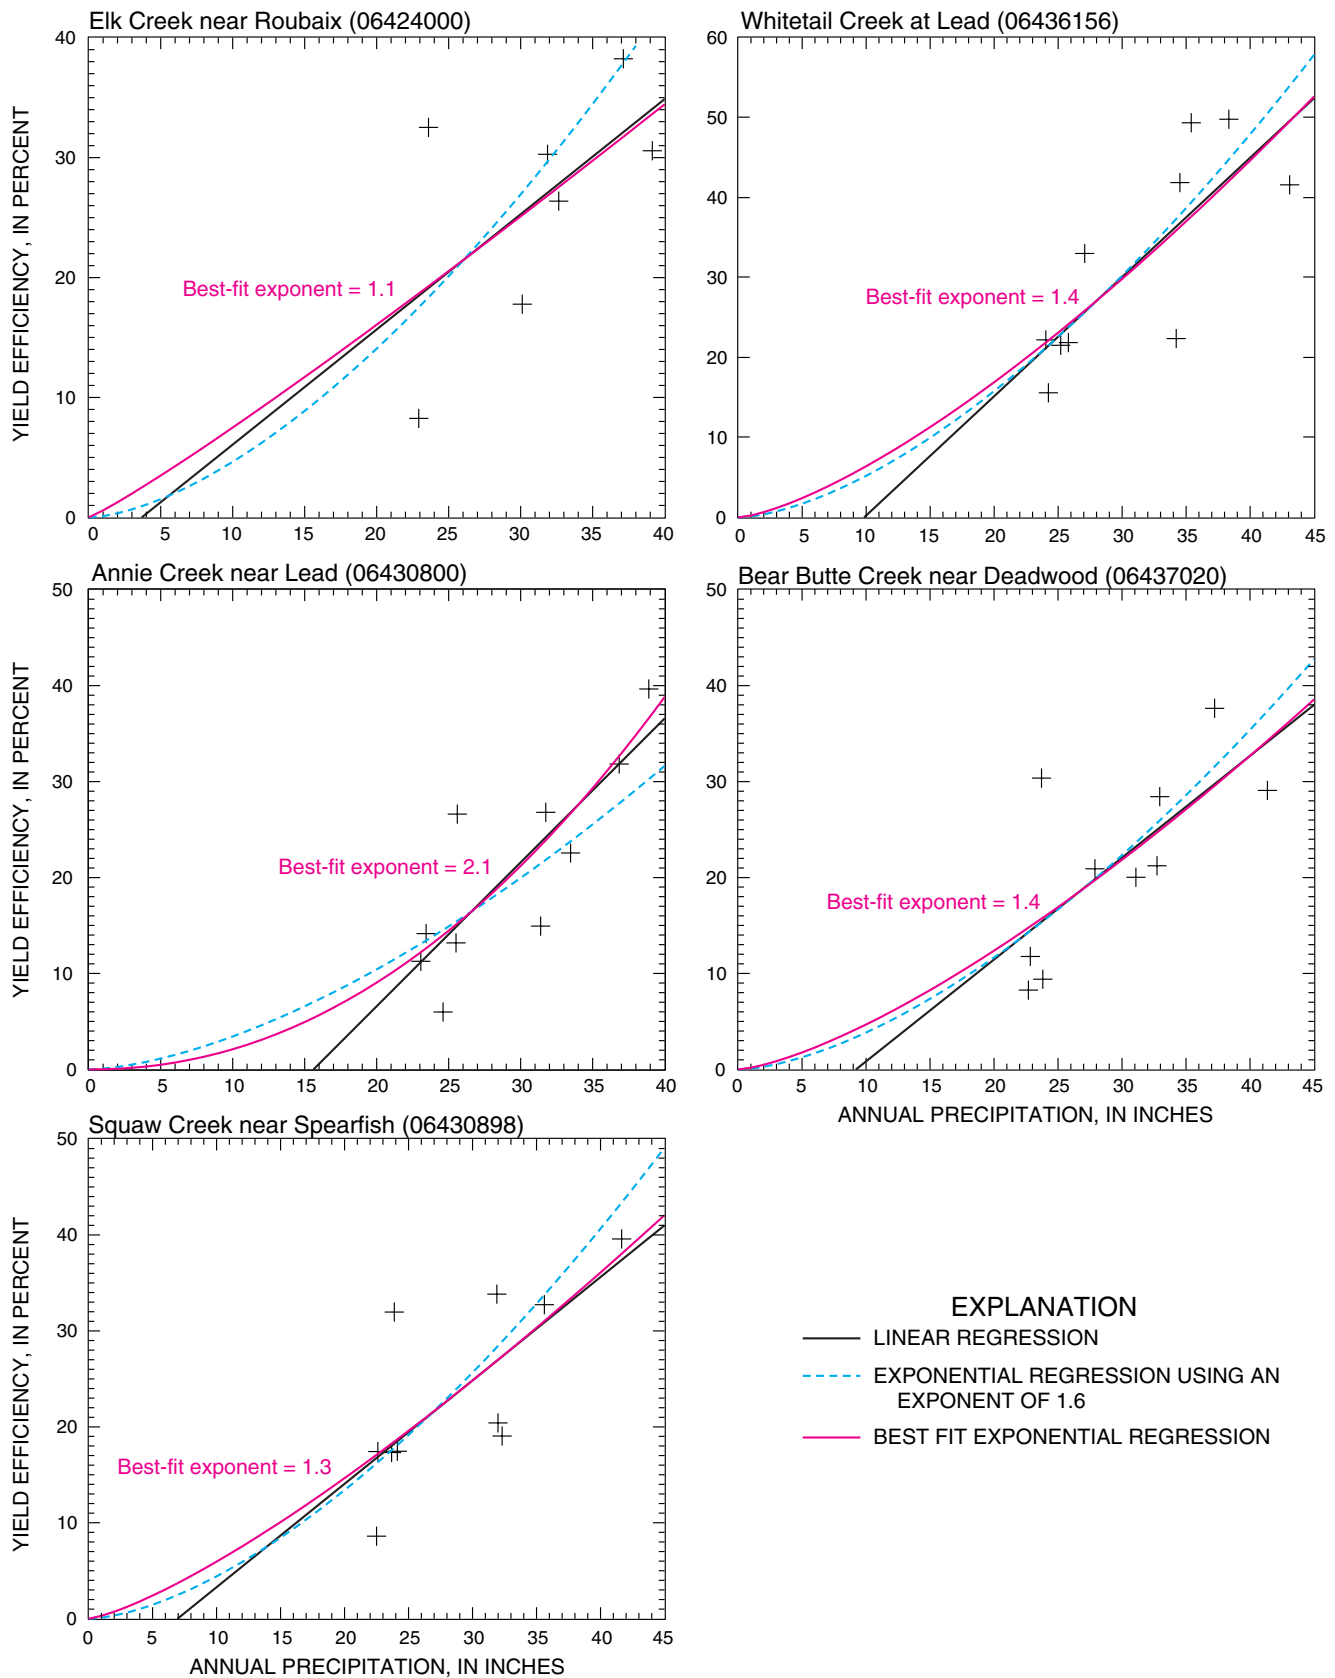 Elk Creek near Roubaix (06424000)
YIELD EFFICIENCY, IN PERCENT
40
30
20
10
0
Best-fit exponent = 1.1
0 5 10 15 20 25 30 35 40
Whitetail Creek at Lead (06436156)
60
50
40
30
20
10
0
Best-fit exponent = 1.4
0 5 10 15 20 25 30 35 40 45
Annie Creek near Lead (06430800)
YIELD EFFICIENCY, IN PERCENT
50
40
30
20
10
0
Best-fit exponent = 2.1
0 5 10 15 20 25 30 35 40
Bear Butte Creek near Deadwood (06437020)
50
40
30
20
10
0
Best-fit exponent = 1.4
0 5 10 15 20 25 30 35 40 45
ANNUAL PRECIPITATION, IN INCHES
Squaw Creek near Spearfish (06430898)
YIELD EFFICIENCY, IN PERCENT
50
40
30
20
10
0
Best-fit exponent = 1.3
0 5 10 15 20 25 30 35 40 45
ANNUAL PRECIPITATION, IN INCHES
EXPLANATION
LINEAR REGRESSION
EXPONENTIAL REGRESSION USING AN
EXPONENT OF 1.6
BEST FIT EXPONENTIAL REGRESSION